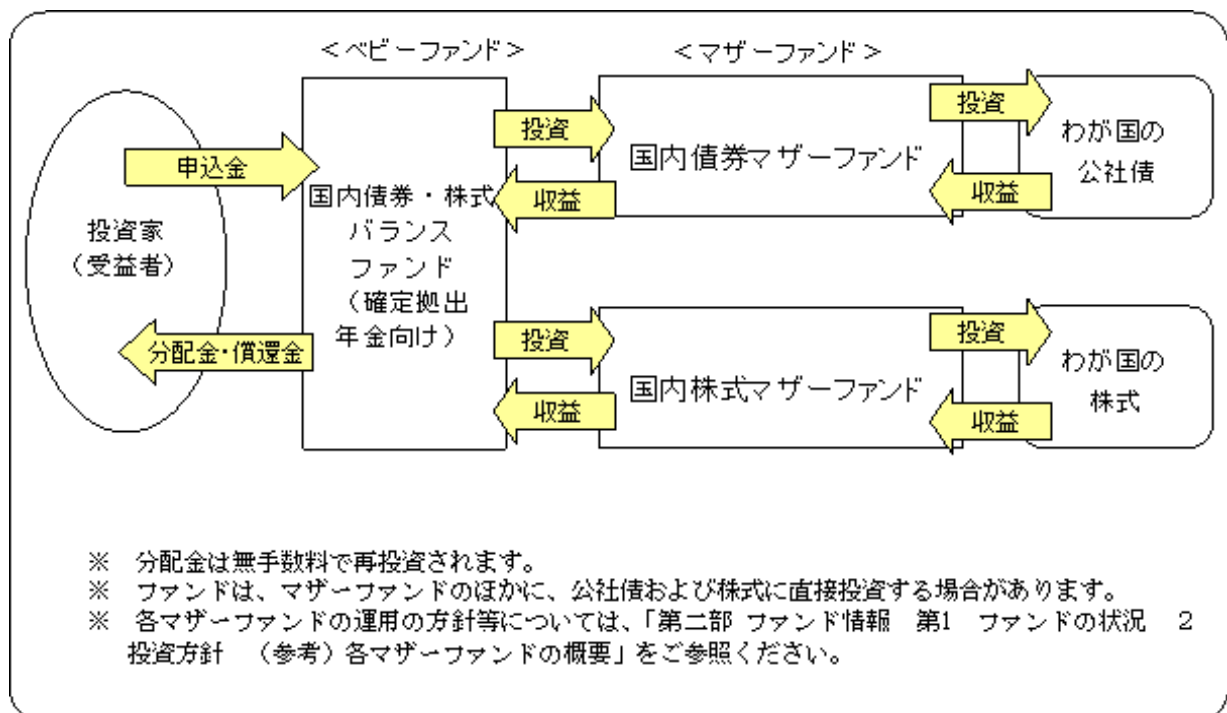 ＜ベビーファンド＞
＜マザーファンド＞
投資家
（受益者）
申込金
分配金・償還金
国内債券・株式
バランス
ファンド
（確定拠出
年金向け）
投資
収益
国内債券マザーファンド
投資
収益
わが国の
公社債
投資
収益
国内株式マザーファンド
投資
収益
わが国の
株式
※　分配金は無手数料で再投資されます。
※　ファンドは、マザーファンドのほかに、公社債および株式に直接投資する場合があります。
※　各マザーファンドの運用の方針等については、「第二部 ファンド情報　第1　ファンドの状況　2
投資方針　（参考）各マザーファンドの概要」をご参照ください。